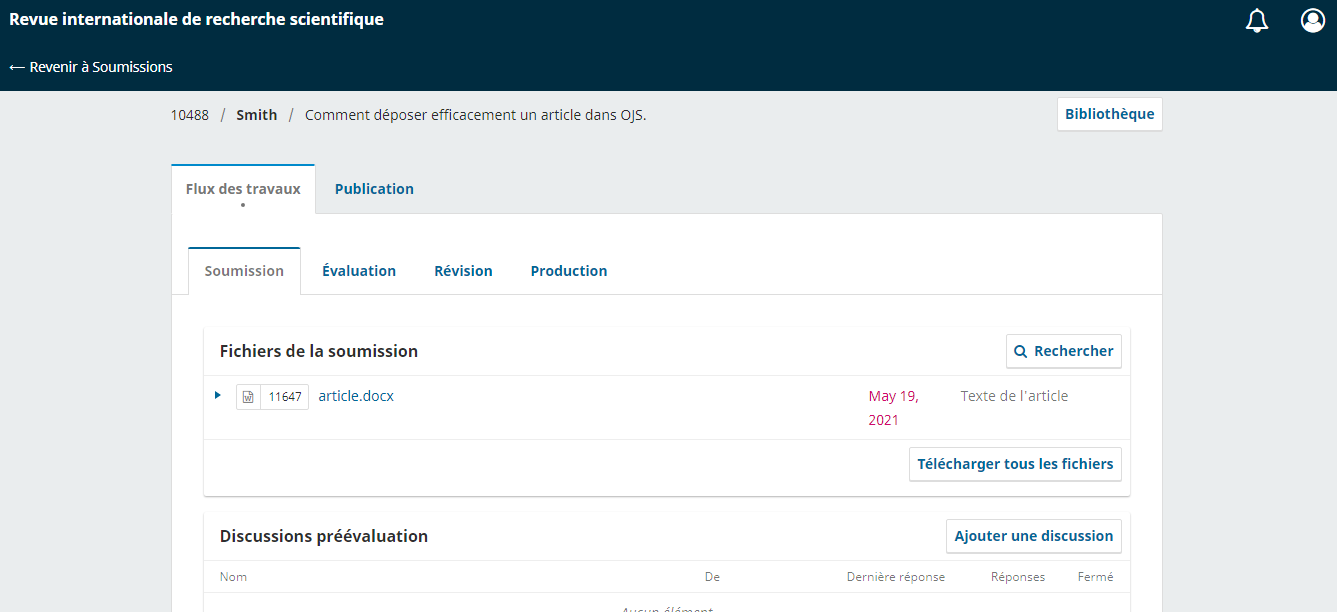 Revue internationale de recherche scientifique
← Revenir à Soumissions
10488 / Smith / Comment déposer efficacement un article dans OJS.
Bibliothèque
Flux des travaux
Publication
Soumission
Évaluation
Révision
Production
Fichiers de la soumission
Rechercher
11647
article.docx
May 19,
2021
Texte de l'article
Télécharger tous les fichiers
Discussions préévaluation
Ajouter une discussion
Nom
De
Dernière réponse
Réponses
Fermé
Aucun élément